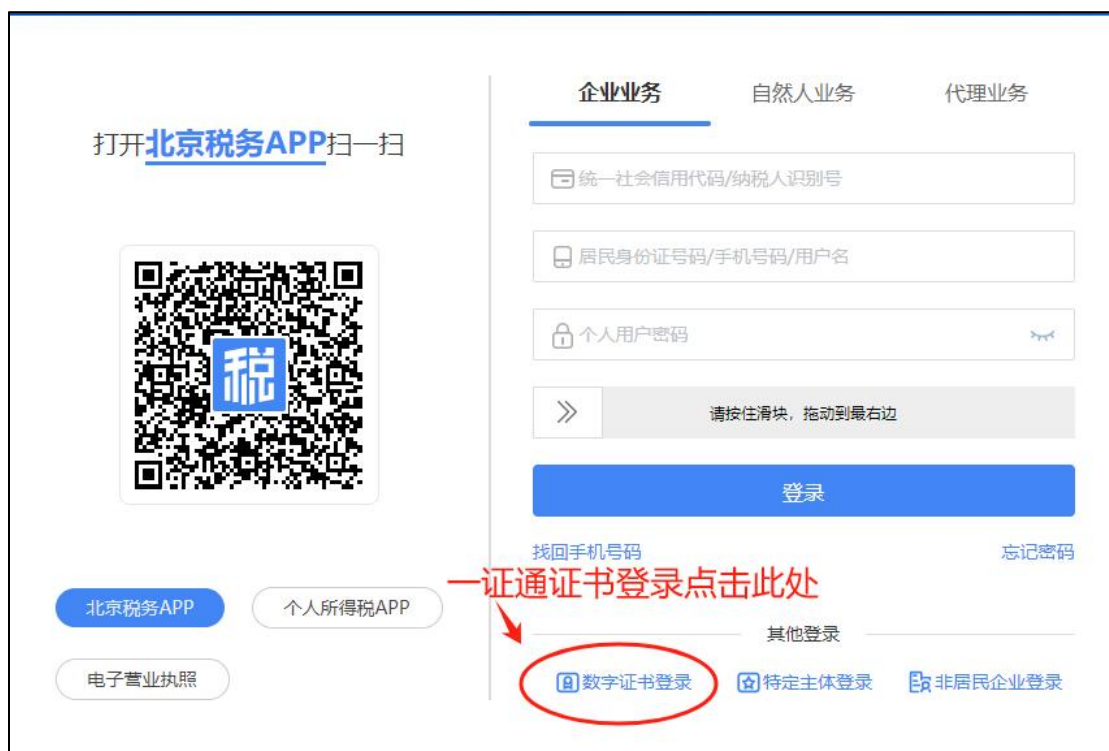 打开北京税务APP扫一扫
税
北京税务APP
个人所得税APP
电子营业执照
企业业务
自然人业务
代理业务
统一社会信用代码/纳税人识别号
居民身份证号码/手机号码/用户名
个人用户密码
请按住滑块，拖动到最右边
登录
找回手机号码
忘记密码
一证通证书登录点击此处
其他登录
数字证书登录
特定主体登录
非居民企业登录